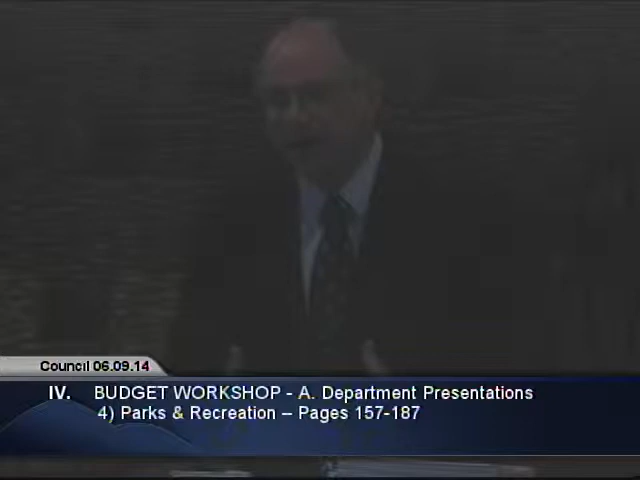 Council 06.09.14
IV. BUDGET WORKSHOP - A. Department Presentations
4) Parks & Recreation – Pages 157-187